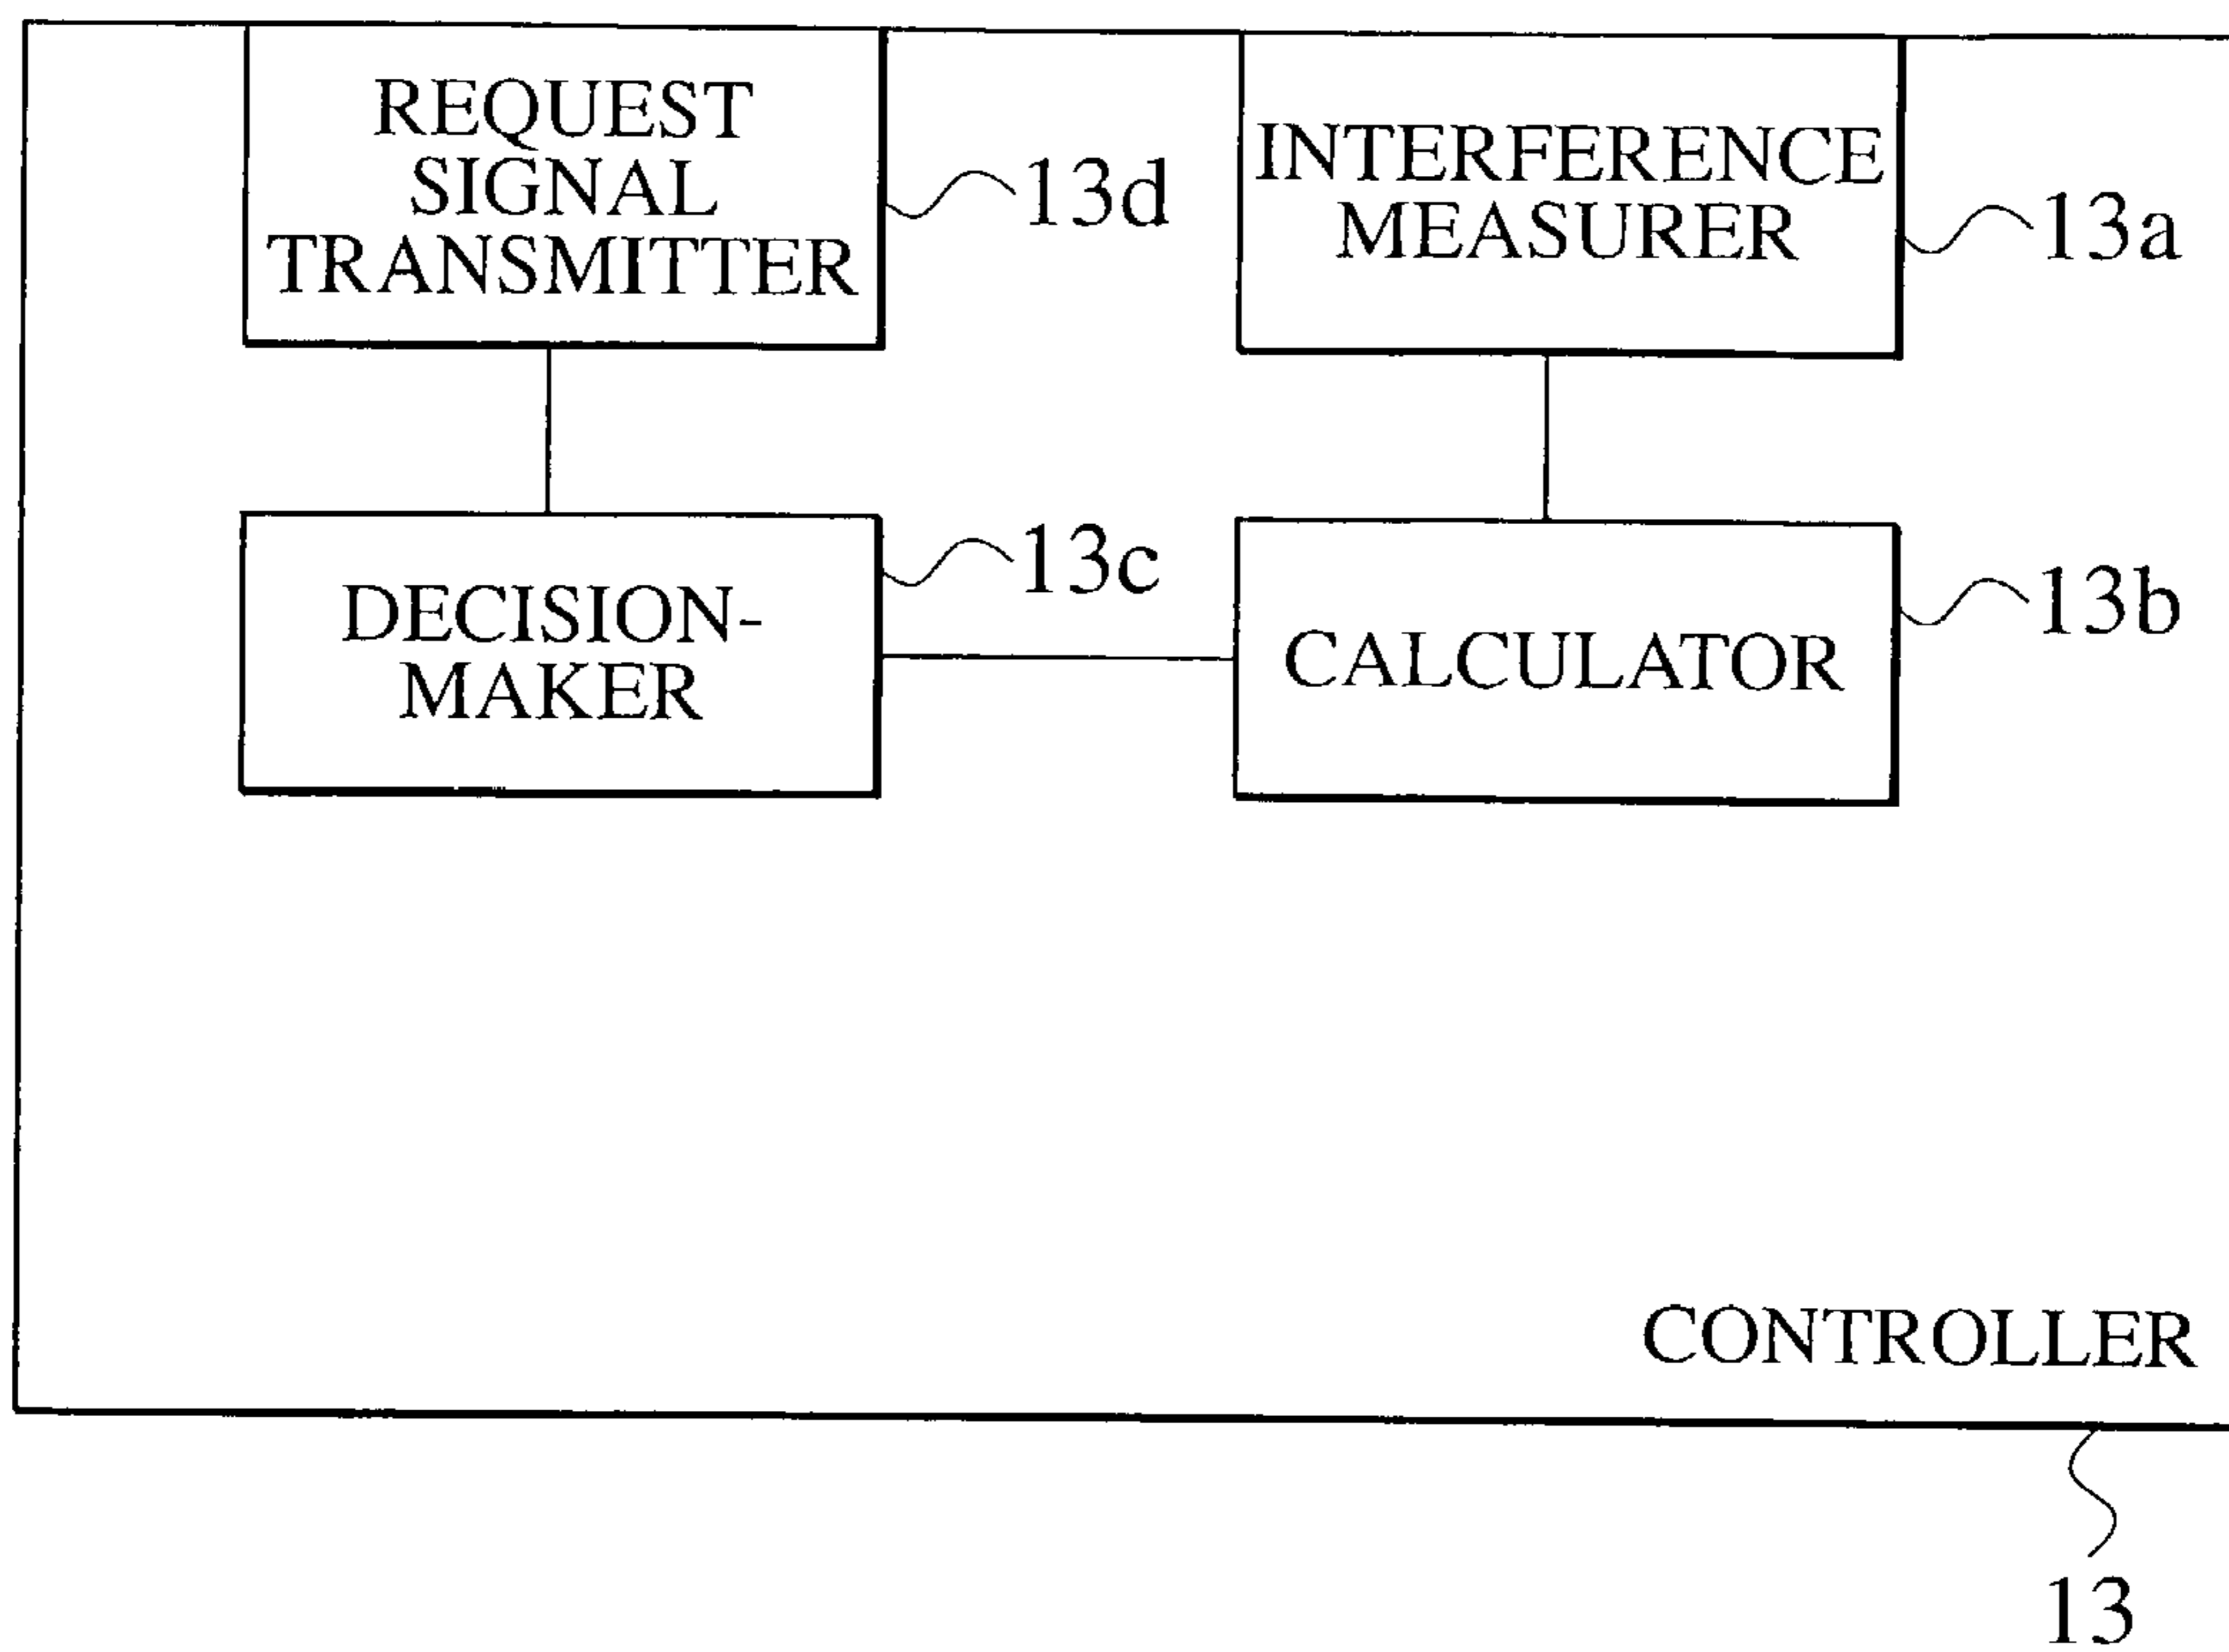 REQUEST
SIGNAL
TRANSMITTER
13d
INTERFERENCE
MEASURER
13a
DECISION-
MAKER
13c
CALCULATOR
13b
CONTROLLER
13